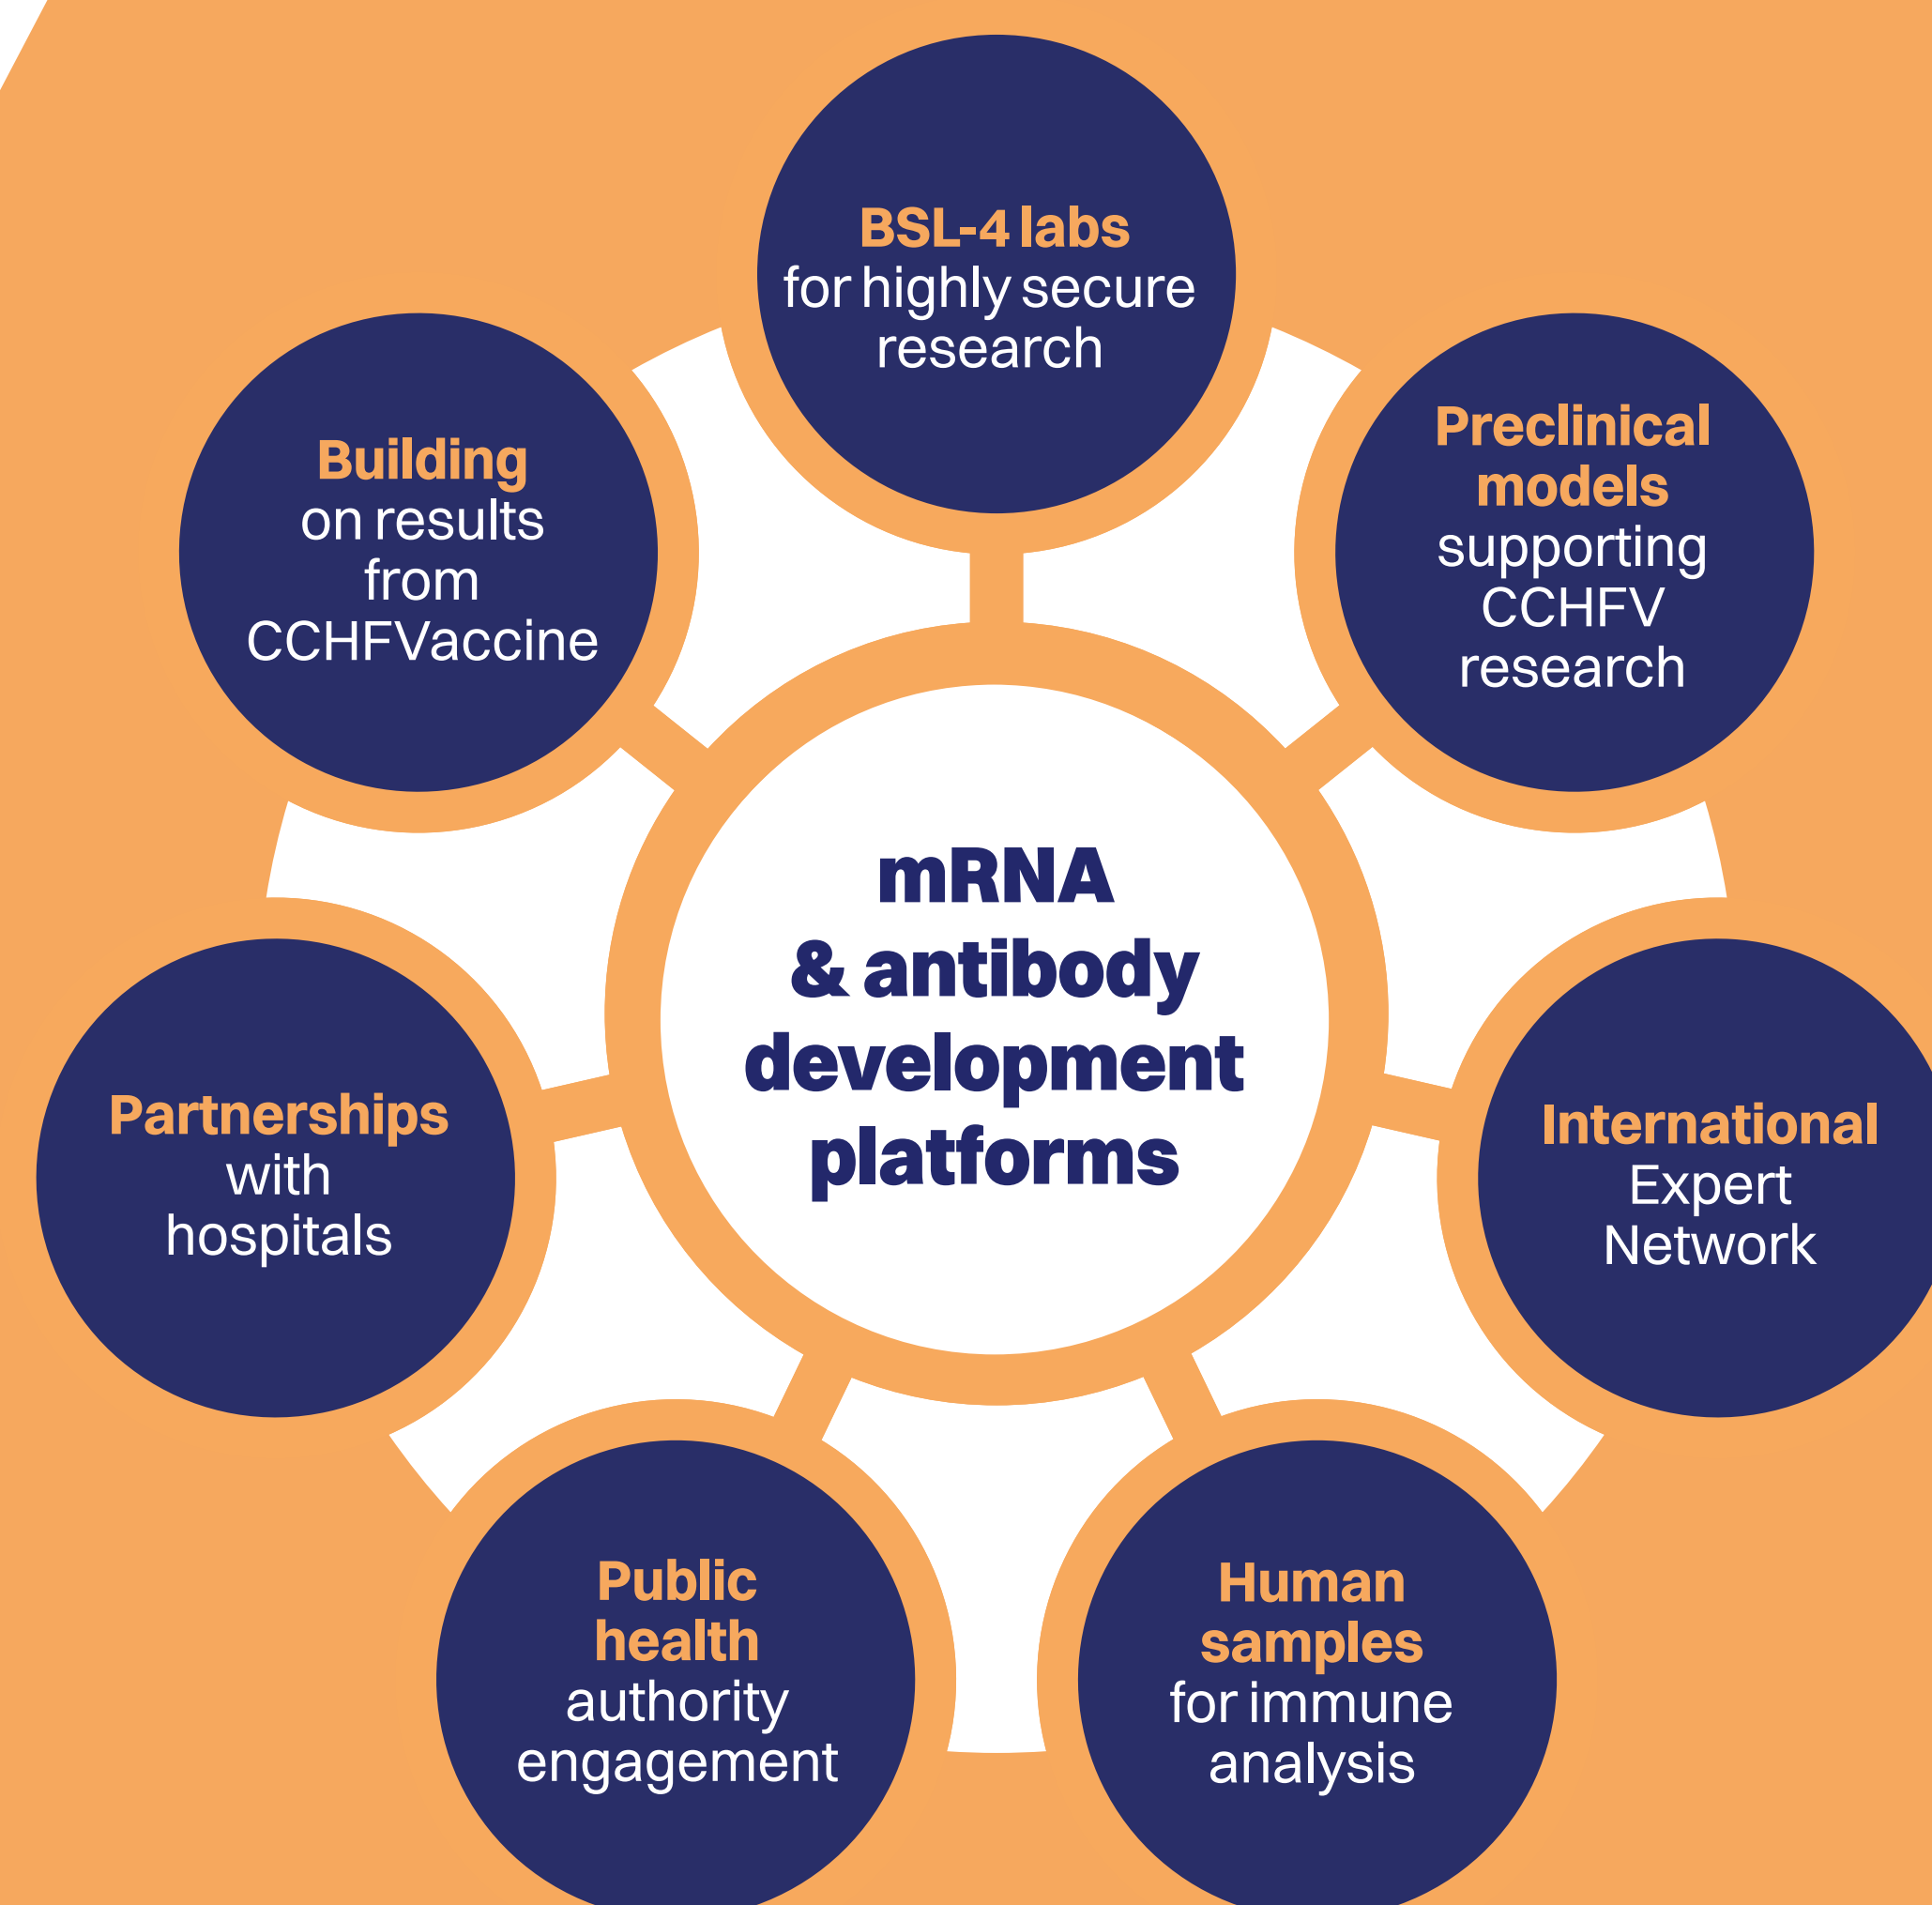 BSL-4 labs
for highly secure
research
Preclinical
models
supporting
CCHFV
research
International
Expert
Network
Human
samples
for immune
analysis
Public
health
authority
engagement
Partnerships
with
hospitals
Building
on results
from
CCHFVaccine
mRNA
& antibody
development
platforms